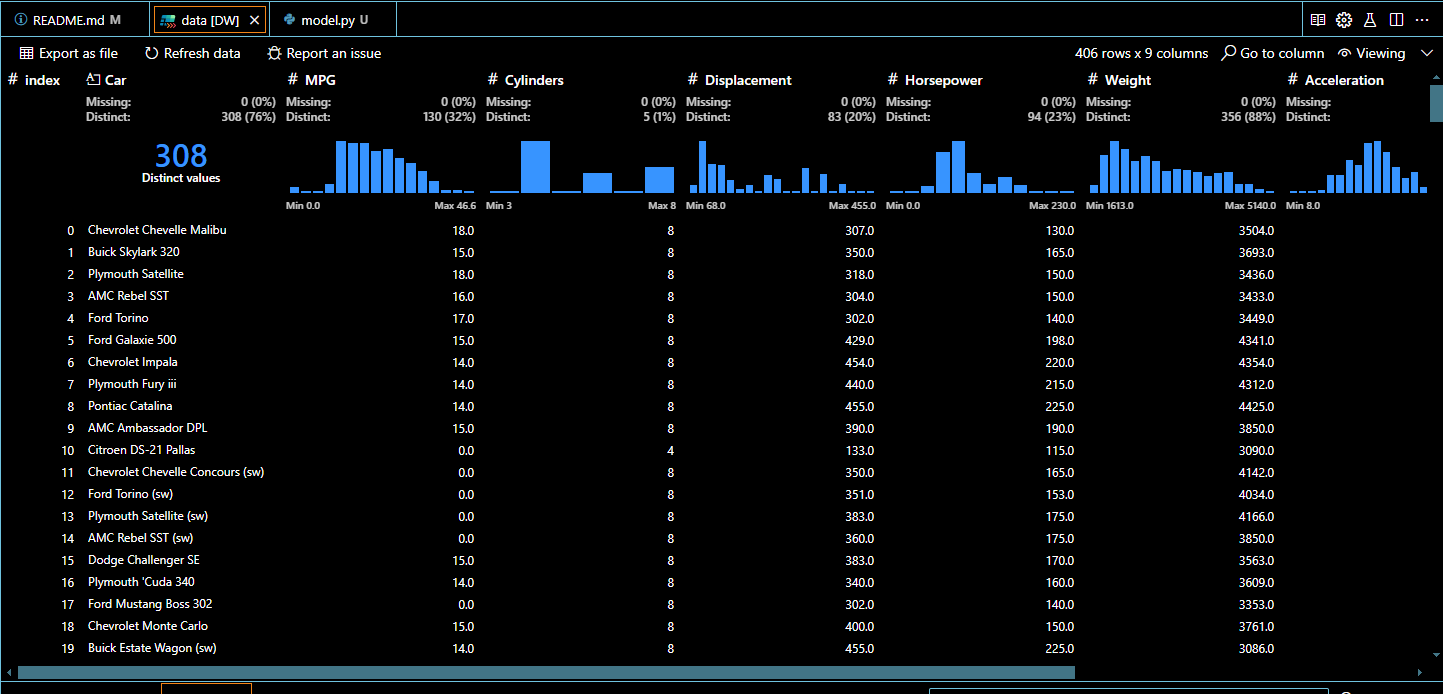 README.md M data [DW] × model.py U
Export as file Refresh data Report an issue 406 rows x 9 columns Go to column Viewing
# index Car # MPG # Cylinders # Displacement # Horsepower # Weight # Acceleration
Missing: 0 (0%) Missing: 0 (0%) Missing: 0 (0%) Missing: 0 (0%) Missing: 0 (0%) Missing: 0 (0%) Missing:
Distinct: 308 (76%) Distinct: 130 (32%) Distinct: 5 (1%) Distinct: 83 (20%) Distinct: 94 (23%) Distinct: 356 (88%) Distinct:
308
Distinct values
Min 0.0 Max 46.6 Min 3 Max 8 Min 68.0 Max 455.0 Min 0.0 Max 230.0 Min 1613.0 Max 5140.0 Min 8.0
0 Chevrolet Chevelle Malibu 18.0 8 307.0 130.0 3504.0
1 Buick Skylark 320 15.0 8 350.0 165.0 3693.0
2 Plymouth Satellite 18.0 8 318.0 150.0 3436.0
3 AMC Rebel SST 16.0 8 304.0 150.0 3433.0
4 Ford Torino 17.0 8 302.0 140.0 3449.0
5 Ford Galaxie 500 15.0 8 429.0 198.0 4341.0
6 Chevrolet Impala 14.0 8 454.0 220.0 4354.0
7 Plymouth Fury iii 14.0 8 440.0 215.0 4312.0
8 Pontiac Catalina 14.0 8 455.0 225.0 4425.0
9 AMC Ambassador DPL 15.0 8 390.0 190.0 3850.0
10 Citroen DS-21 Pallas 0.0 4 133.0 115.0 3090.0
11 Chevrolet Chevelle Concours (sw) 0.0 8 350.0 165.0 4142.0
12 Ford Torino (sw) 0.0 8 351.0 153.0 4034.0
13 Plymouth Satellite (sw) 0.0 8 383.0 175.0 4166.0
14 AMC Rebel SST (sw) 0.0 8 360.0 175.0 3850.0
15 Dodge Challenger SE 15.0 8 383.0 170.0 3563.0
16 Plymouth 'Cuda 340 14.0 8 340.0 160.0 3609.0
17 Ford Mustang Boss 302 0.0 8 302.0 140.0 3353.0
18 Chevrolet Monte Carlo 15.0 8 400.0 150.0 3761.0
19 Buick Estate Wagon (sw) 14.0 8 455.0 225.0 3086.0